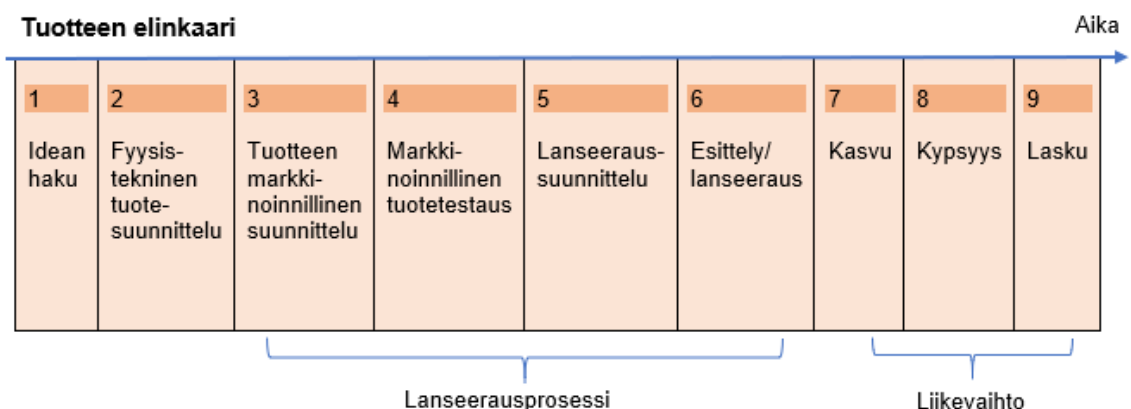 Tuotteen elinkaari
Aika
1
Idean
haku
2
Fyysis-
tekninen
tuote-
suunnittelu
3
Tuotteen
markki-
noinnillinen
suunnittelu
4
Markki-
noinnillinen
tuotetestaus
5
Lanseeraus-
suunnittelu
6
Esittely/
lanseeraus
7
Kasvu
8
Kypsyys
9
Lasku
Lanseerausprosessi
Liikevaihto